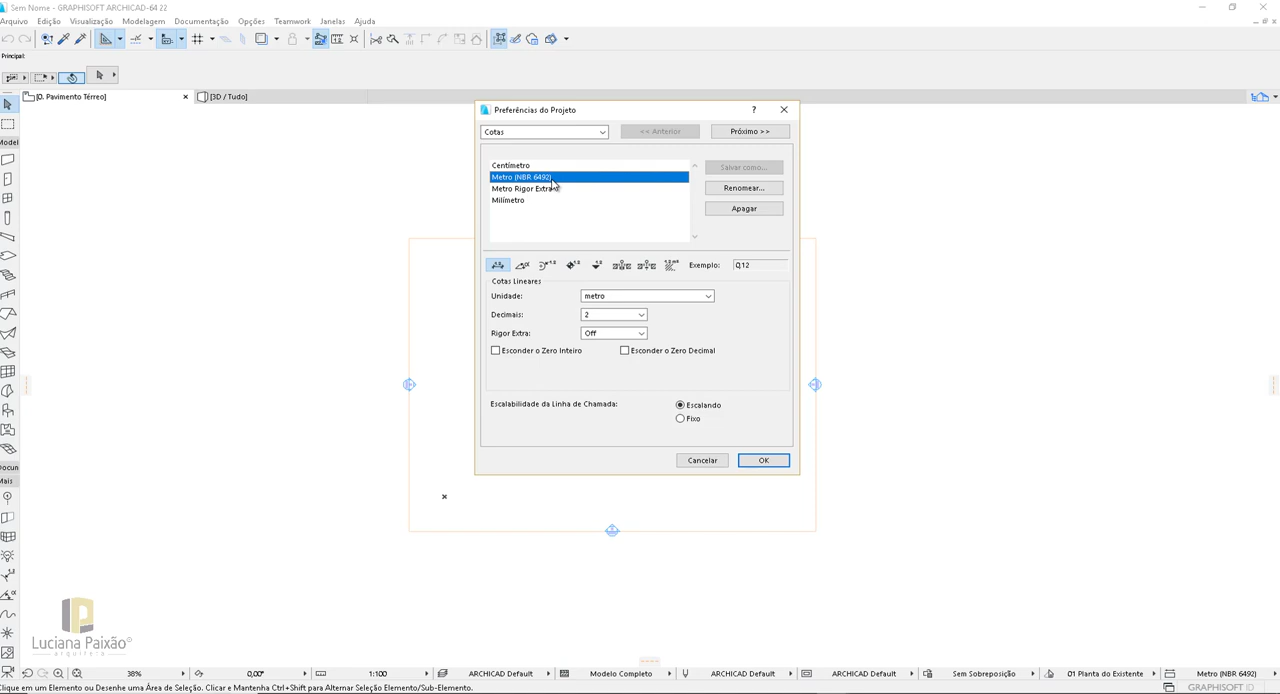 Sem Nome - GRAPHISOFT ARCHICAD-64 22
Arquivo Edição Visualização Modelagem Documentação Opções Teamwork Janelas Ajuda
Principal:
[0. Pavimento Térreo]
[3D / Tudo]
Preferências do Projeto
?
Cotas
<< Anterior
Próximo >>
Centímetro
Metro (NBR 6492)
Metro Rigor Extra
Milímetro
Salvar como...
Renomear...
Apagar
Exemplo: 0,12
Cotas Lineares
Unidade: metro
Decimais: 2
Rigor Extra: Off
Esconder o Zero Inteiro
Esconder o Zero Decimal
Escalabilidade da Linha de Chamada:
Escalando
Fixo
Cancelar
OK
Model
Docun
Mais
Luciana Paixão®
arquiteta
38% 0,00° 1:100 ARCHICAD Default Modelo Completo ARCHICAD Default ARCHICAD Default Sem Sobreposição 01 Planta do Existente Metro (NBR 6492)
Clique em um Elemento ou Desenhe uma Área de Seleção. Clicar e Mantenha Ctrl+Shift para Alternar Seleção Elemento/Sub-Elemento.
GRAPHISOFT ID